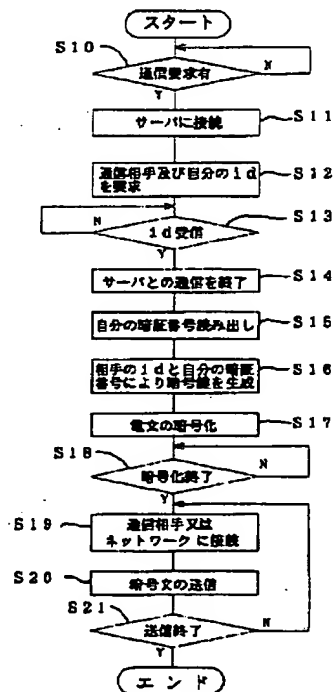 スタート
S10
通信要求有
N
Y
サーバに接続
S11
通信相手及び自分のid
を要求
S12
S13
N
id受信
Y
サーバとの通信を終了
S14
自分の暗証番号読み出し
S15
相手のidと自分の暗証
番号により暗号鍵を生成
S16
電文の暗号化
S17
S18
暗号化終了
N
Y
S19
通信相手又は
ネットワークに接続
S20
暗号文の送信
S21
送信終了
N
Y
エンド